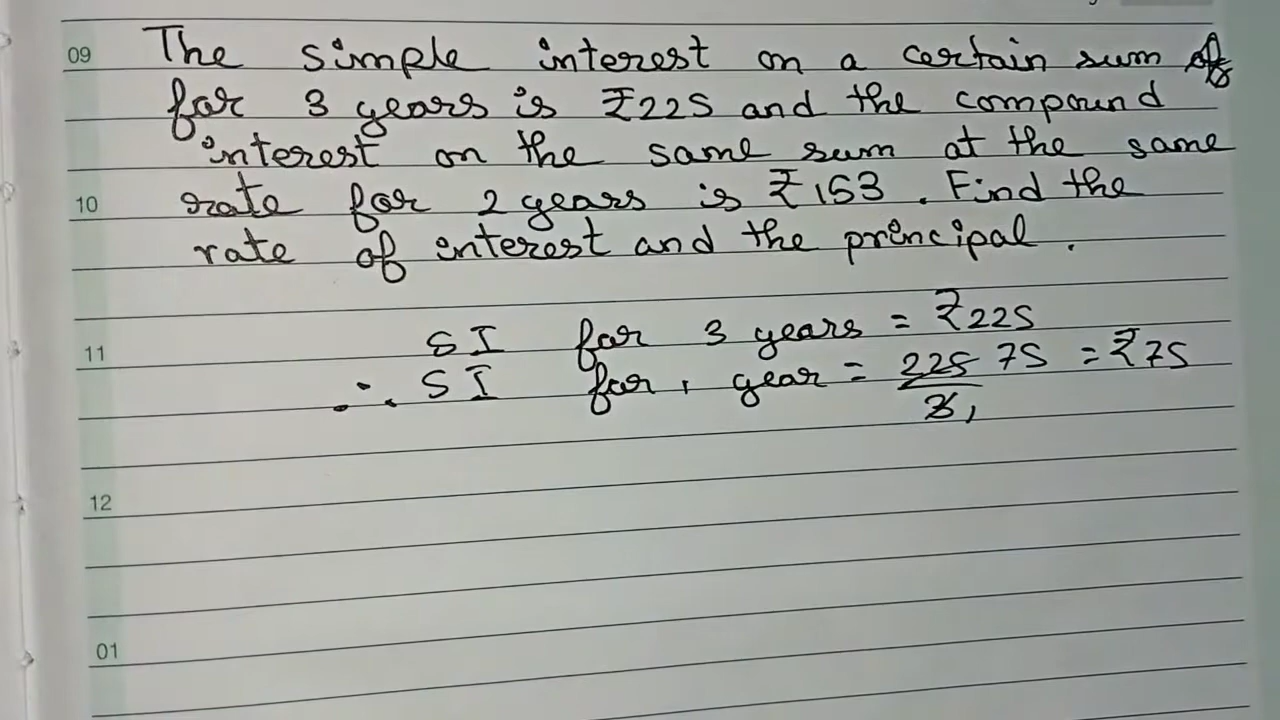 09 The simple interest on a certain sum
for 3 years is ₹225 and the compound
interest on the same sum at the same
10 rate for 2 years is ₹153. Find the
rate of interest and the principal.
11 SI for 3 years = ₹225
∴ SI for 1 year = 225/3 75 = ₹75
1
12
01